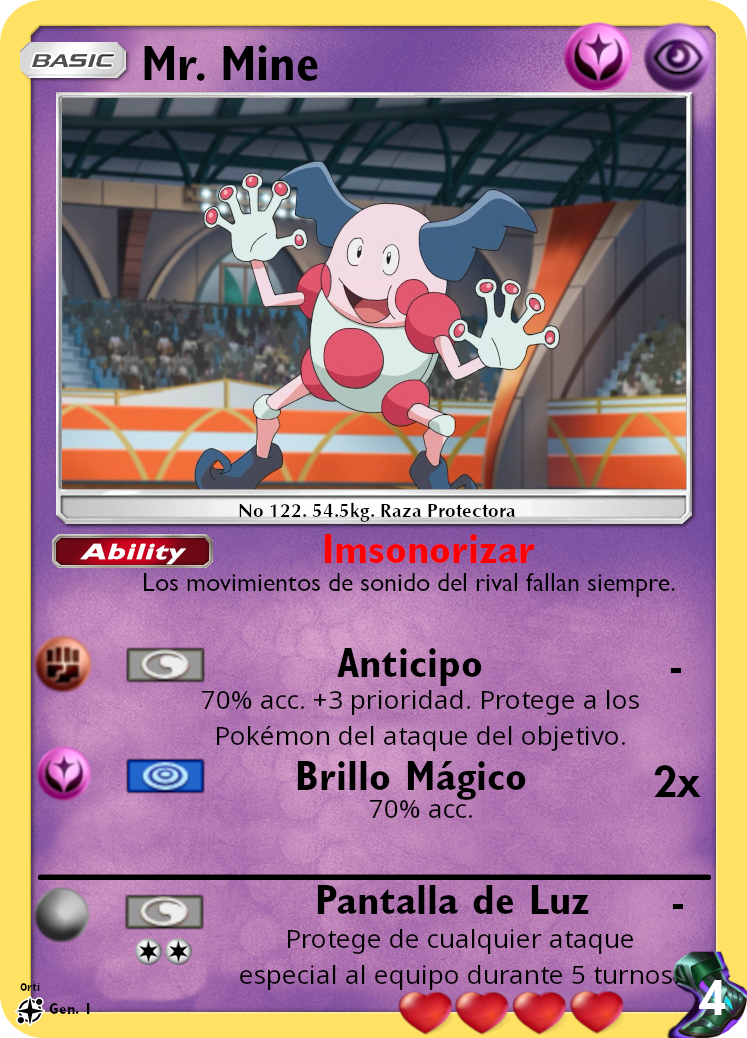 BASIC
Mr. Mine
No 122. 54.5kg. Raza Protectora
Ability
Imsonorizar
Los movimientos de sonido del rival fallan siempre.
Anticipo -
70% acc. +3 prioridad. Protege a los
Pokémon del ataque del objetivo.
Brillo Mágico 2x
70% acc.
Pantalla de Luz -
Protege de cualquier ataque
especial al equipo durante 5 turnos.
Orti
Gen. 1
4